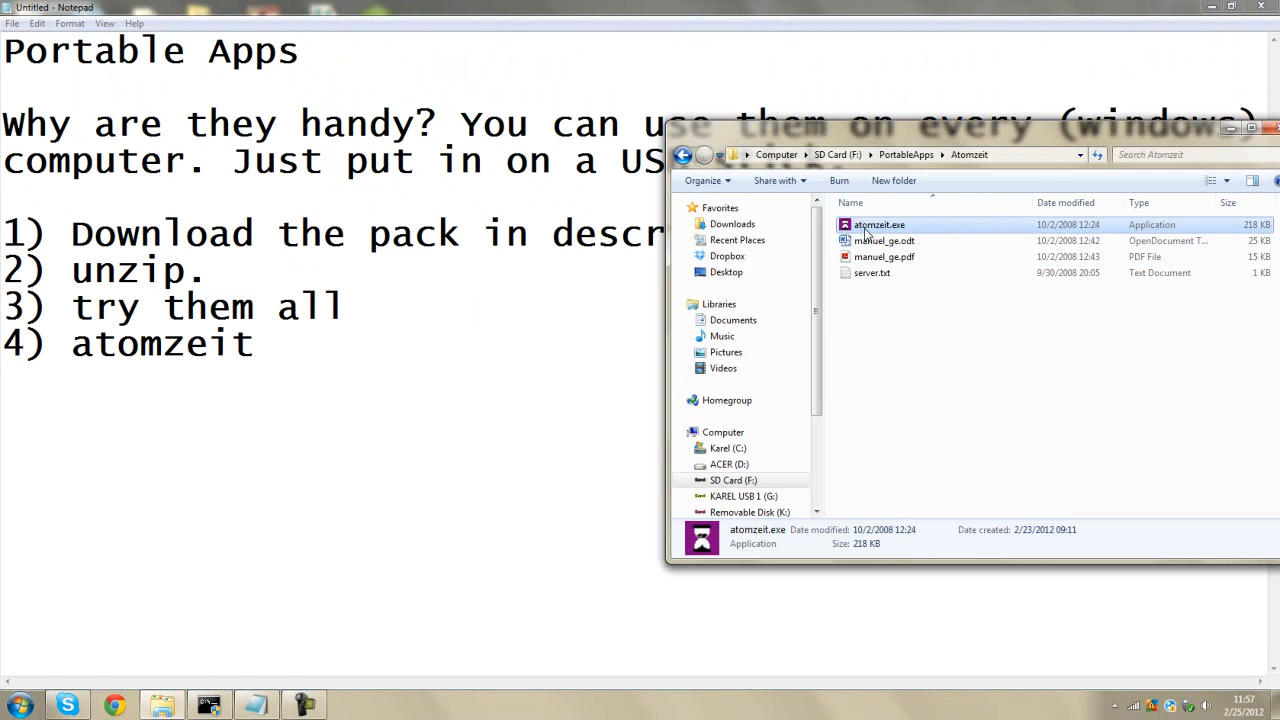 Untitled - Notepad
File Edit Format View Help
Portable Apps
Why are they handy? You can use them on every (windows)
computer. Just put in on a US
1) Download the pack in descr
2) unzip.
3) try them all
4) atomzeit
Computer SD Card (F:) PortableApps Atomzeit
Search Atomzeit
Organize Share with Burn New folder
Favorites
Downloads
Recent Places
Dropbox
Desktop
Libraries
Documents
Music
Pictures
Videos
Homegroup
Computer
Karel (C:)
ACER (D:)
SD Card (F:)
KAREL USB 1 (G:)
Removable Disk (K:)
Name Date modified Type Size
atomzeit.exe 10/2/2008 12:24 Application 218 KB
manuel_ge.odt 10/2/2008 12:42 OpenDocument T... 25 KB
manuel_ge.pdf 10/2/2008 12:43 PDF File 15 KB
server.txt 9/30/2008 20:05 Text Document 1 KB
atomzeit.exe Date modified: 10/2/2008 12:24 Date created: 2/23/2012 09:11
Application Size: 218 KB
11:57
2/25/2012